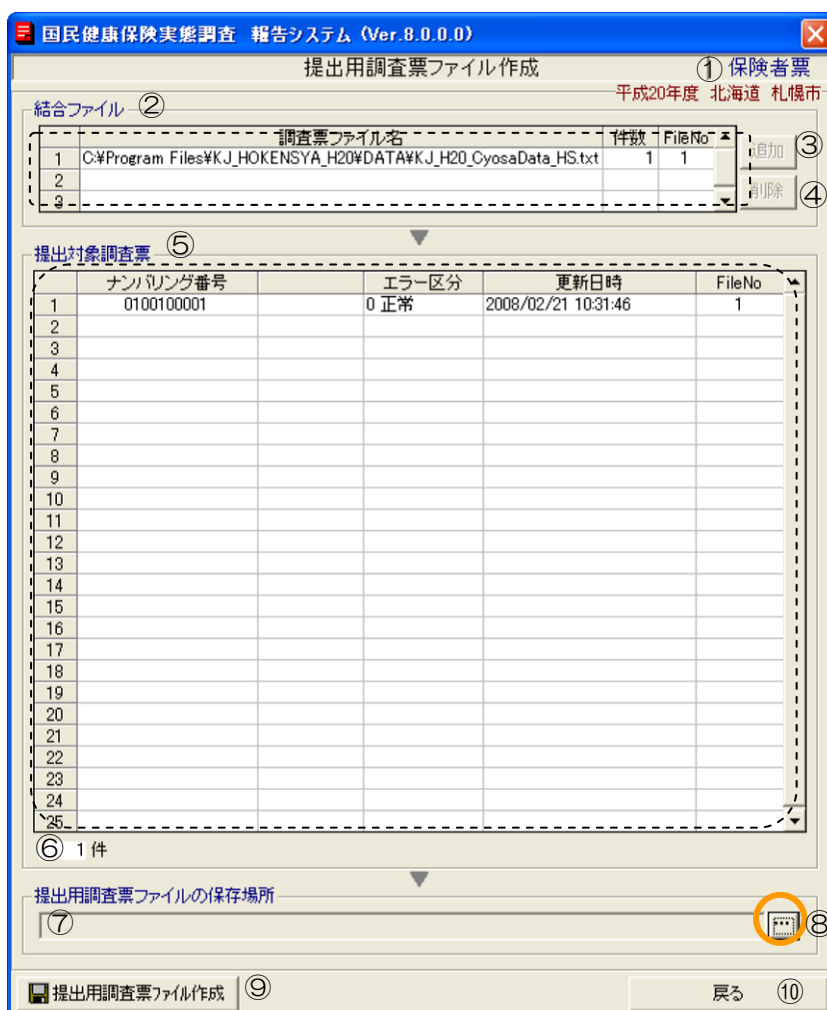 国民健康保険実態調査 報告システム (Ver.8.0.0.0)
提出用調査票ファイル作成 ① 保険者票
平成20年度 北海道 札幌市
結合ファイル ②
調査票ファイル名 件数 FileNo
1 C:¥Program Files¥KJ_HOKENSYA_H20¥DATA¥KJ_H20_CyosaData_HS.txt 1 1
追加 ③
2
削除 ④
3
提出対象調査票 ⑤
ナンバリング番号 エラー区分 更新日時 FileNo
1 0100100001 0 正常 2008/02/21 10:31:46 1
2
3
4
5
6
7
8
9
10
11
12
13
14
15
16
17
18
19
20
21
22
23
24
25
⑥ 1 件
提出用調査票ファイルの保存場所
⑦ ... ⑧
提出用調査票ファイル作成 ⑨ 戻る ⑩